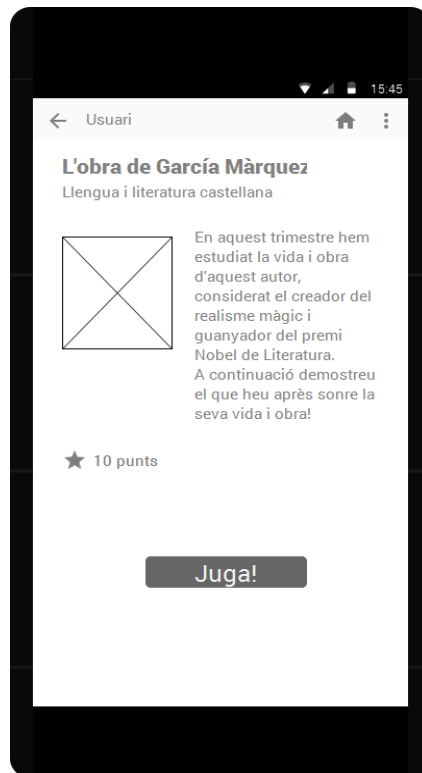 15:45
Usuari
L'obra de García Màrquez
Llengua i literatura castellana
En aquest trimestre hem
estudiat la vida i obra
d'aquest autor,
considerat el creador del
realisme màgic i
guanyador del premi
Nobel de Literatura.
A continuació demostreu
el que heu après sonre la
seva vida i obra!
10 punts
Juga!